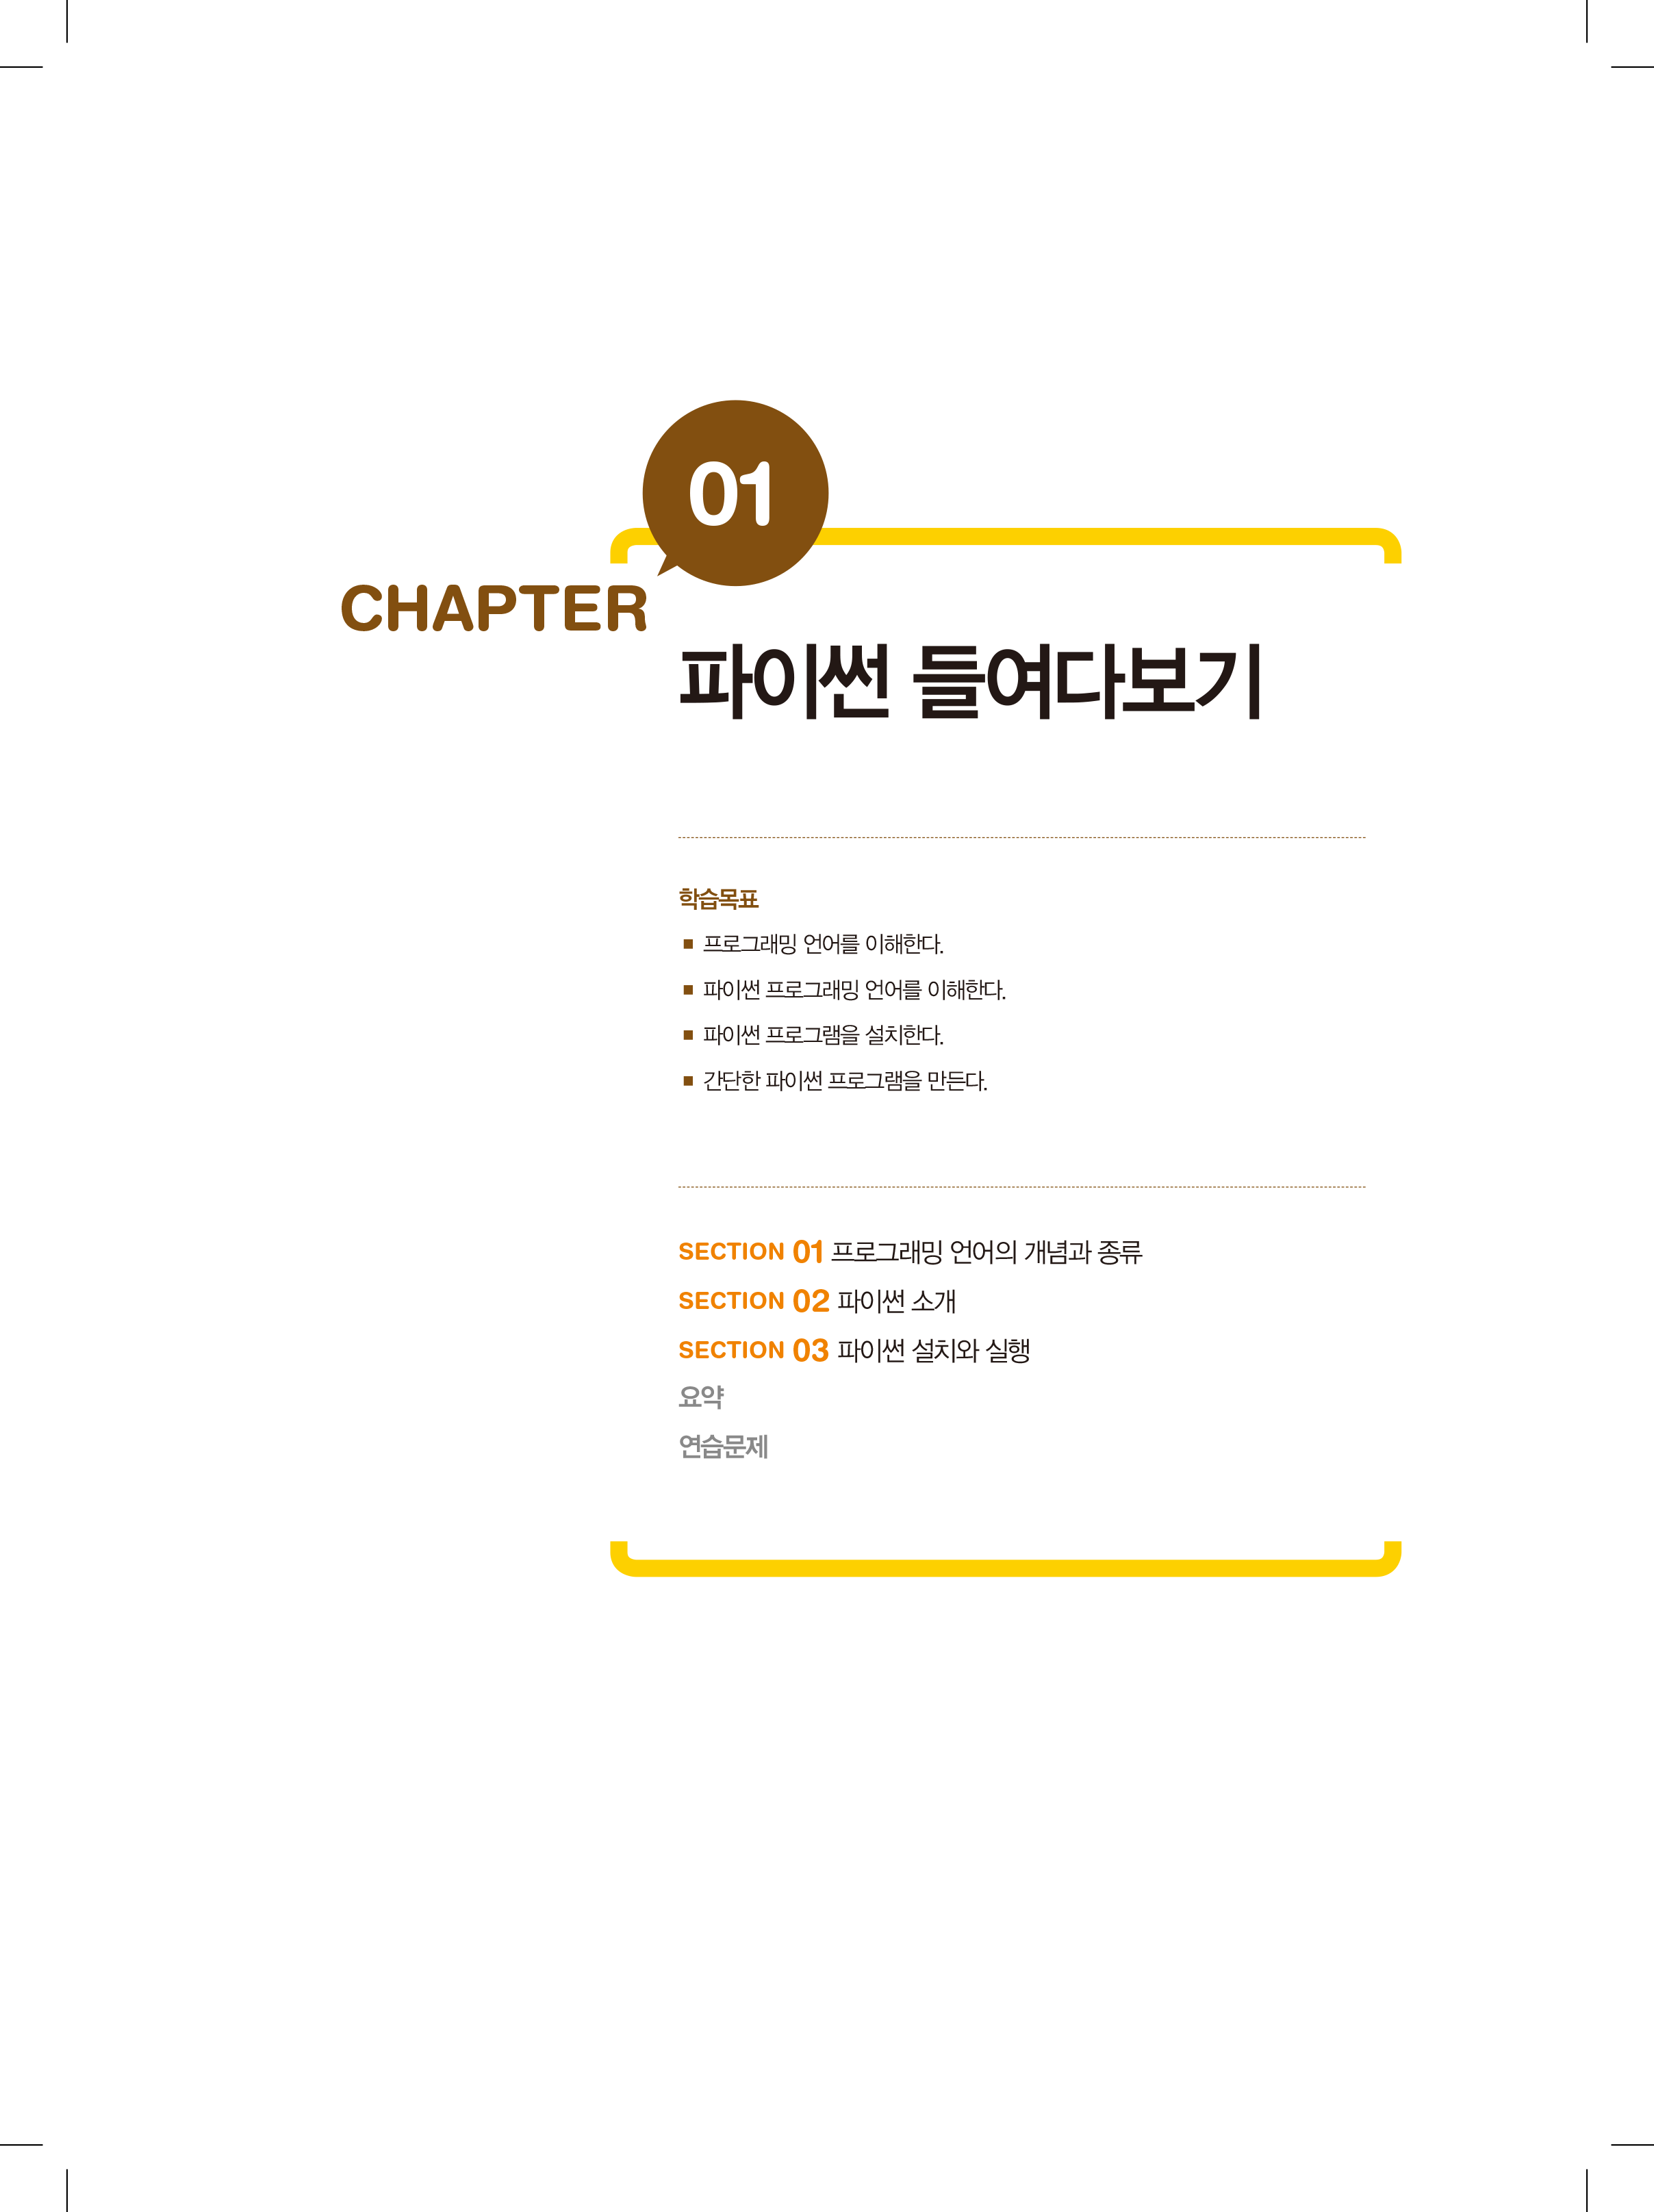 01
CHAPTER
파이썬 들여다보기
학습목표
■ 프로그래밍 언어를 이해한다.
■ 파이썬 프로그래밍 언어를 이해한다.
■ 파이썬 프로그램을 설치한다.
■ 간단한 파이썬 프로그램을 만든다.
SECTION 01 프로그래밍 언어의 개념과 종류
SECTION 02 파이썬 소개
SECTION 03 파이썬 설치와 실행
요약
연습문제